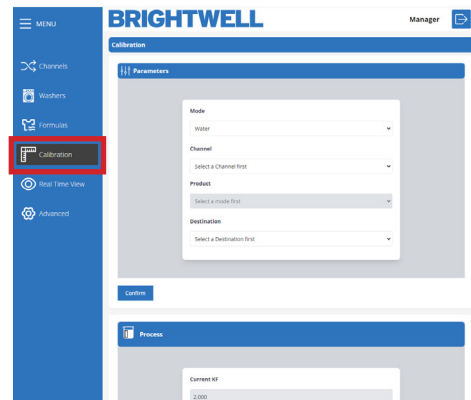 MENU
BRIGHTWELL
Manager
Calibration
Channels
Washers
Formulas
Calibration
Real Time View
Advanced
Parameters
Mode
Water
Channel
Select a Channel first
Product
Select a mode first
Destination
Select a Destination first
Confirm
Process
Current KF
2.000